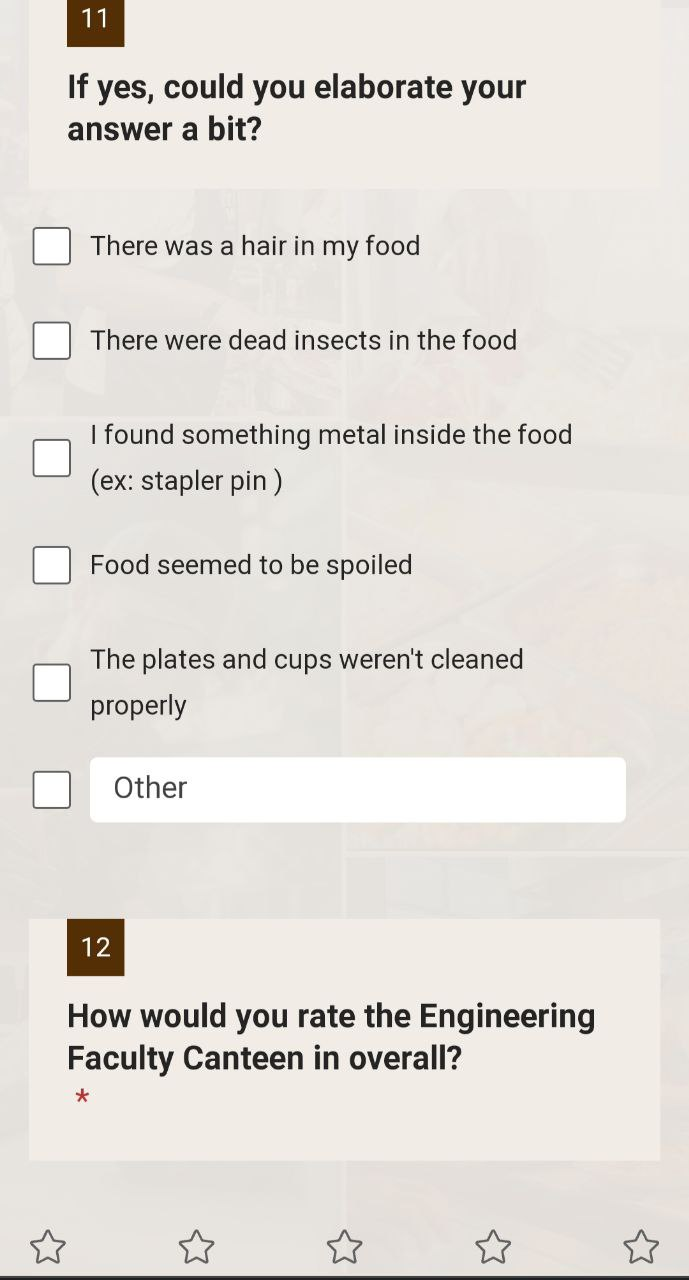 11
If yes, could you elaborate your
answer a bit?
There was a hair in my food
There were dead insects in the food
I found something metal inside the food
(ex: stapler pin )
Food seemed to be spoiled
The plates and cups weren't cleaned
properly
Other
12
How would you rate the Engineering
Faculty Canteen in overall?
*